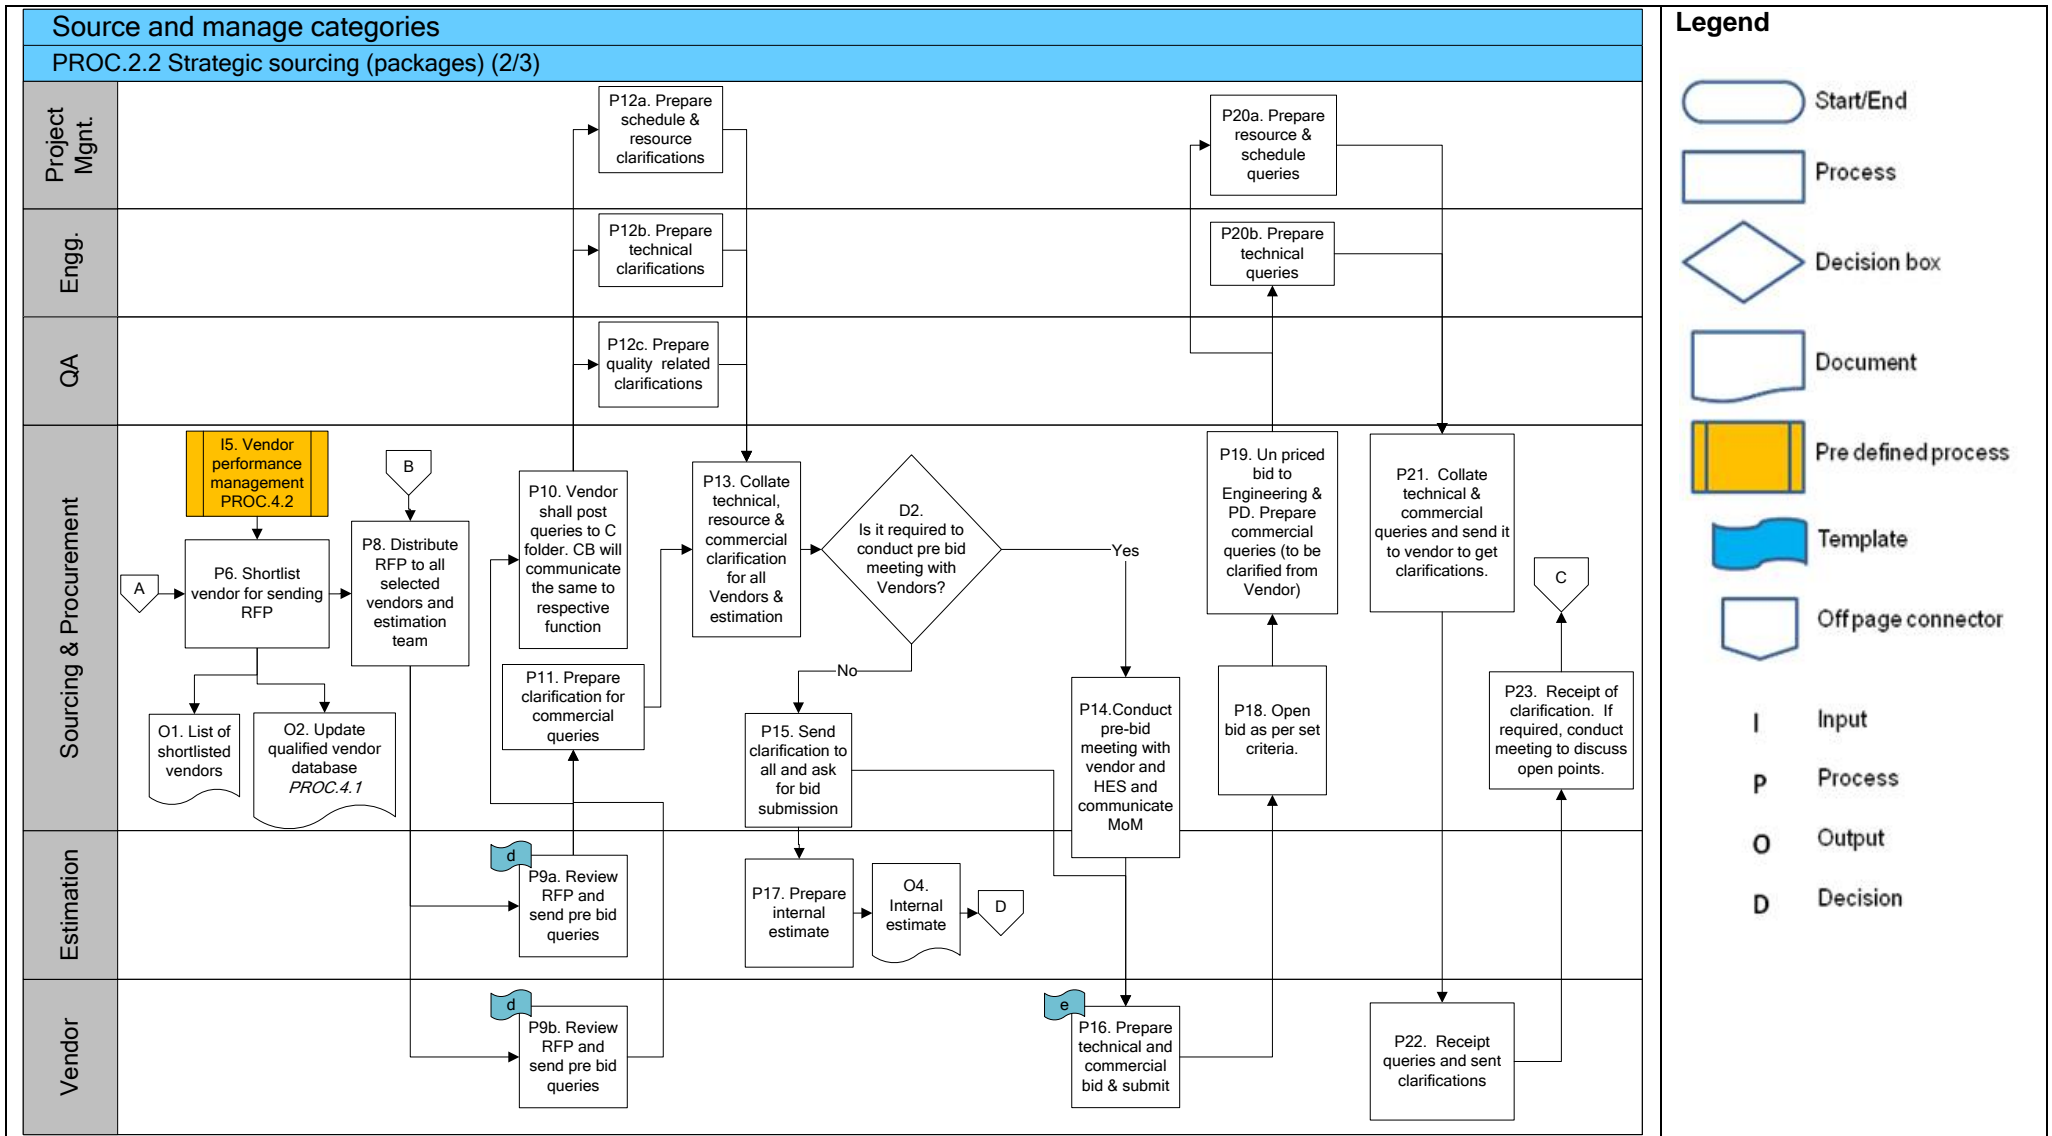 Source and manage categories
PROC.2.2 Strategic sourcing (packages) (2/3)
Project
Mgnt.
P12a. Prepare
schedule &
resource
clarifications
P20a. Prepare
resource &
schedule
queries
Engg.
P12b. Prepare
technical
clarifications
P20b. Prepare
technical
queries
QA
P12c. Prepare
quality related
clarifications
Sourcing & Procurement
I5. Vendor
performance
management
PROC.4.2
B
A
P6. Shortlist
vendor for sending
RFP
P8. Distribute
RFP to all
selected
vendors and
estimation
team
O1. List of
shortlisted
vendors
O2. Update
qualified vendor
database
PROC.4.1
P10. Vendor
shall post
queries to C
folder. CB will
communicate
the same to
respective
function
P11. Prepare
clarification for
commercial
queries
P13. Collate
technical,
resource &
commercial
clarification
for all
Vendors &
estimation
D2.
Is it required to
conduct pre bid
meeting with
Vendors?
Yes
No
P15. Send
clarification to
all and ask
for bid
submission
P14.Conduct
pre-bid
meeting with
vendor and
HES and
communicate
MoM
P19. Un priced
bid to
Engineering &
PD. Prepare
commercial
queries (to be
clarified from
Vendor)
P18. Open
bid as per set
criteria.
P21. Collate
technical &
commercial
queries and send it
to vendor to get
clarifications.
C
P23. Receipt of
clarification. If
required, conduct
meeting to discuss
open points.
Estimation
d
P9a. Review
RFP and
send pre bid
queries
P17. Prepare
internal
estimate
O4.
Internal
estimate
D
Vendor
d
P9b. Review
RFP and
send pre bid
queries
e
P16. Prepare
technical and
commercial
bid & submit
P22. Receipt
queries and sent
clarifications
Legend
Start/End
Process
Decision box
Document
Pre defined process
Template
Off page connector
I Input
P Process
O Output
D Decision